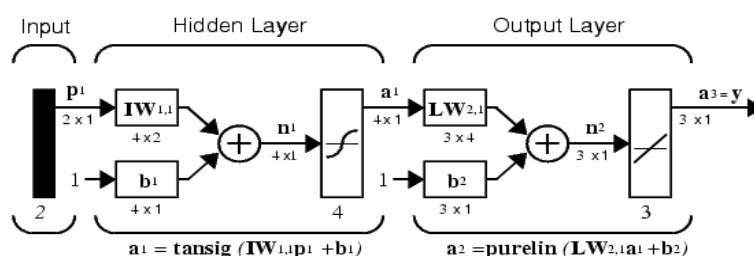 Input Hidden Layer Output Layer
p1 a1 a3 = y
IW1,1 LW2,1
2 x 1 4 x 1 3 x 1
n1 n2
4 x 2 4x1 3 x 4 3 x 1
1 b1 1 b2
2 4 x 1 4 3 x 1 3
a1 = tansig (IW1,1p1 +b1) a2 =purelin (LW2,1a1 +b2)